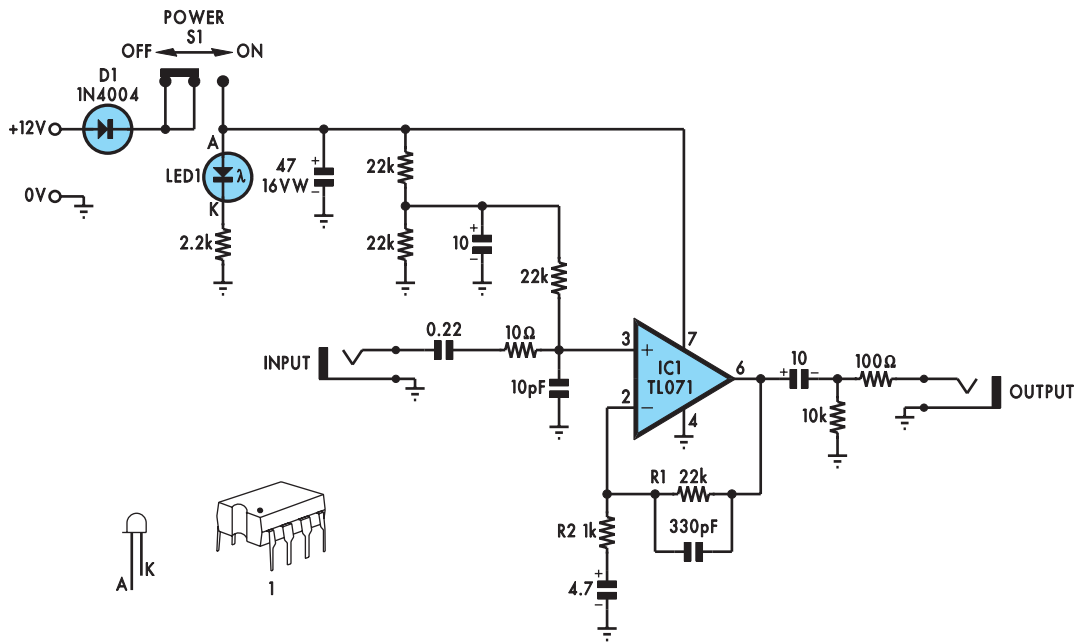 POWER
S1
OFF ON
D1
1N4004
+12V
A
LED1 λ
K
0V
2.2k
47
16VW
+
−
22k
22k
10
+
−
22k
INPUT
0.22
10Ω
10pF
3
+
2
−
IC1
TL071
7
4
6
10
+ −
100Ω
10k
OUTPUT
R1 22k
330pF
R2 1k
4.7
+
−
A
K
1